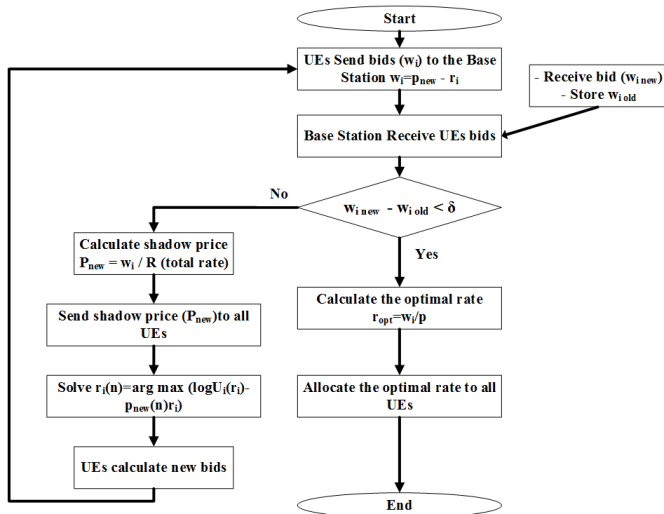 Start
UEs Send bids (wᵢ) to the Base
Station wᵢ=pₙₑw - rᵢ
- Receive bid (wᵢ ₙₑw)
- Store wᵢ ₒₗd
Base Station Receive UEs bids
No
wᵢ ₙₑw - wᵢ ₒₗd < δ
Yes
Calculate shadow price
Pₙₑw = wᵢ / R (total rate)
Send shadow price (Pₙₑw)to all
UEs
Solve rᵢ(n)=arg max (logUᵢ(rᵢ)-
pₙₑw(n)rᵢ)
UEs calculate new bids
Calculate the optimal rate
rₒₚₜ=wᵢ/p
Allocate the optimal rate to all
UEs
End